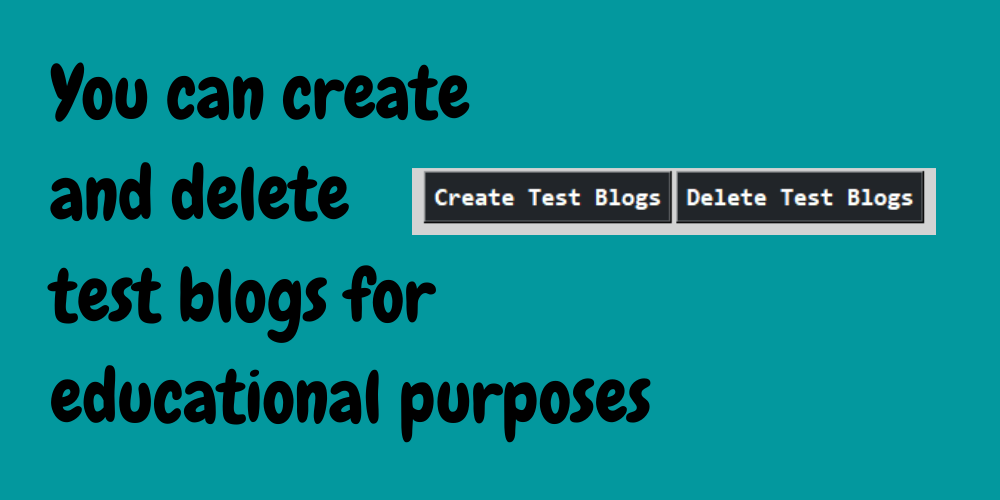 You can create
and delete
Create Test Blogs Delete Test Blogs
test blogs for
educational purposes